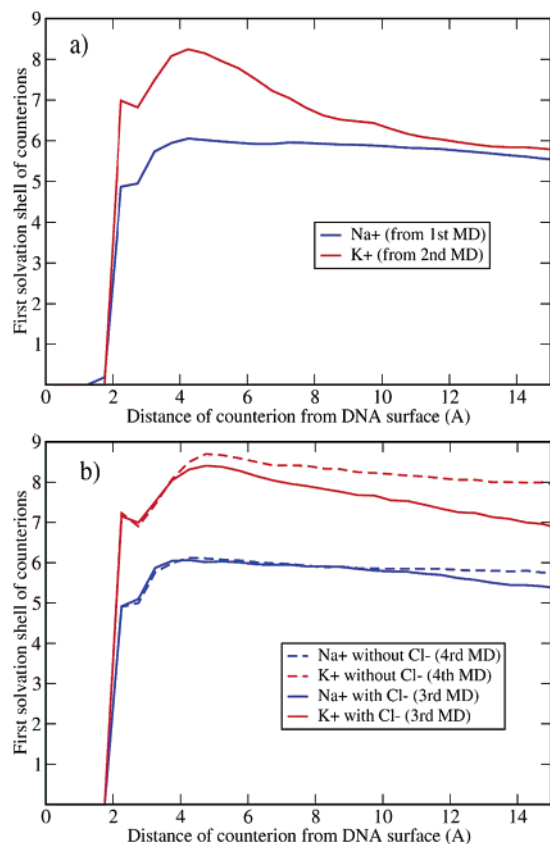 a)
9
8
7
6
5
4
3
2
1
First solvation shell of counterions
Na+ (from 1st MD)
K+ (from 2nd MD)
0 2 4 6 8 10 12 14
Distance of counterion from DNA surface (A)
b)
9
8
7
6
5
4
3
2
1
First solvation shell of counterions
Na+ without Cl- (4rd MD)
K+ without Cl- (4th MD)
Na+ with Cl- (3rd MD)
K+ with Cl- (3rd MD)
0 2 4 6 8 10 12 14
Distance of counterion from DNA surface (A)